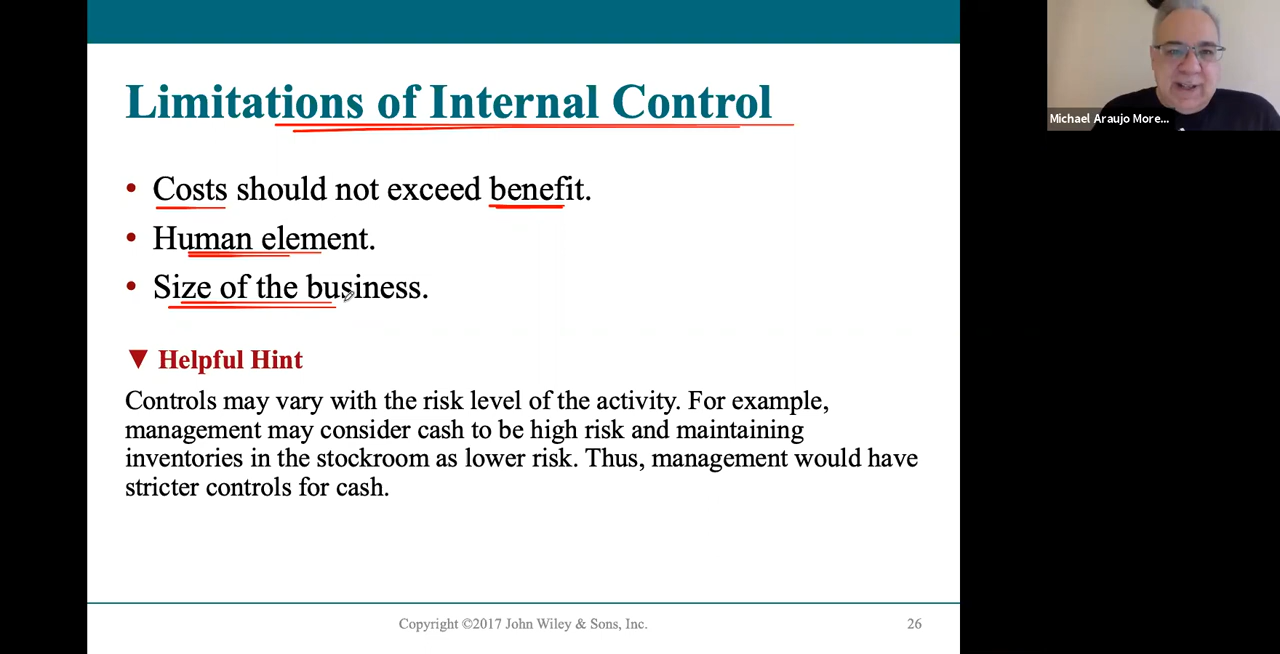 Limitations of Internal Control
Michael Araujo More...
• Costs should not exceed benefit.
• Human element.
• Size of the business.
▼ Helpful Hint
Controls may vary with the risk level of the activity. For example,
management may consider cash to be high risk and maintaining
inventories in the stockroom as lower risk. Thus, management would have
stricter controls for cash.
Copyright ©2017 John Wiley & Sons, Inc.
26